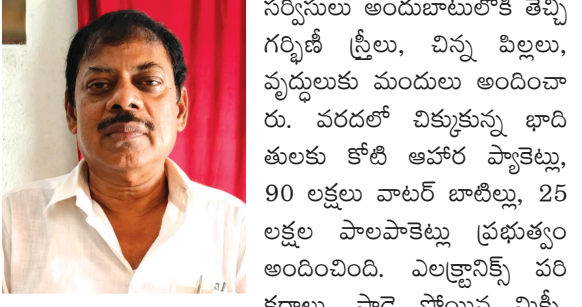 సర్వీసులు అందుబాటులోకి తెచ్చి
గర్భిణీ స్త్రీలు, చిన్న పిల్లలు,
వృద్ధులుకు మందులు అందించా
రు. వరదలో చిక్కుకున్న భాది
తులకు కోటి ఆహార ప్యాకెట్లు,
90 లక్షలు వాటర్ బాటిల్లు, 25
లక్షల పాలపాకెట్లు ప్రభుత్వం
అందించింది. ఎలక్ట్రానిక్స్ పరి